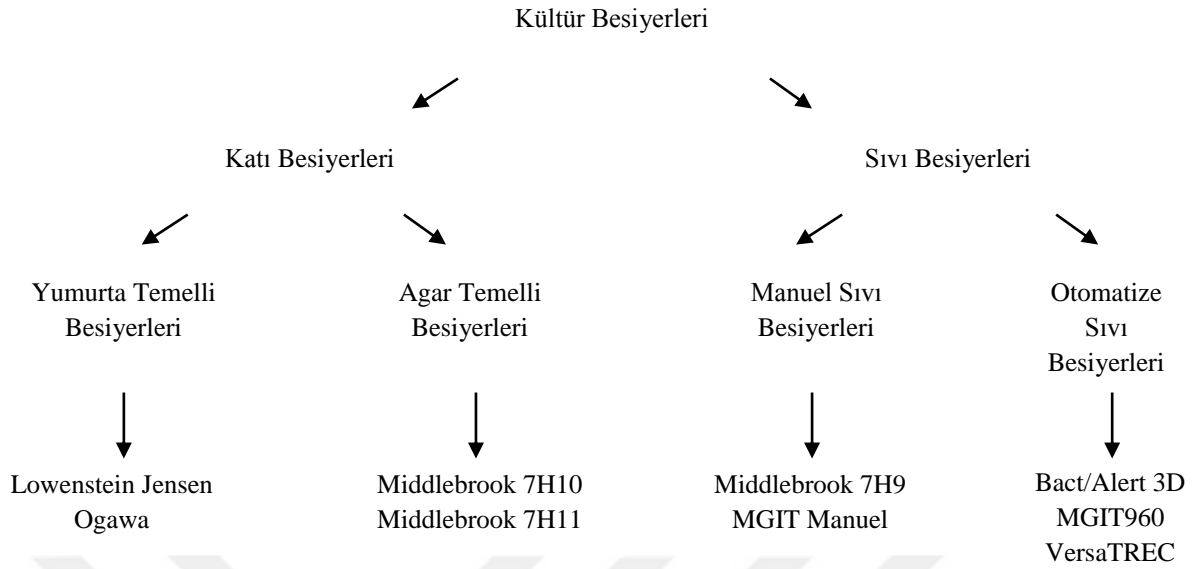 Kültür Besiyerleri
Katı Besiyerleri
Sıvı Besiyerleri
Yumurta Temelli
Besiyerleri
Agar Temelli
Besiyerleri
Manuel Sıvı
Besiyerleri
Otomatize
Sıvı
Besiyerleri
Lowenstein Jensen
Ogawa
Middlebrook 7H10
Middlebrook 7H11
Middlebrook 7H9
MGIT Manuel
Bact/Alert 3D
MGIT960
VersaTREC